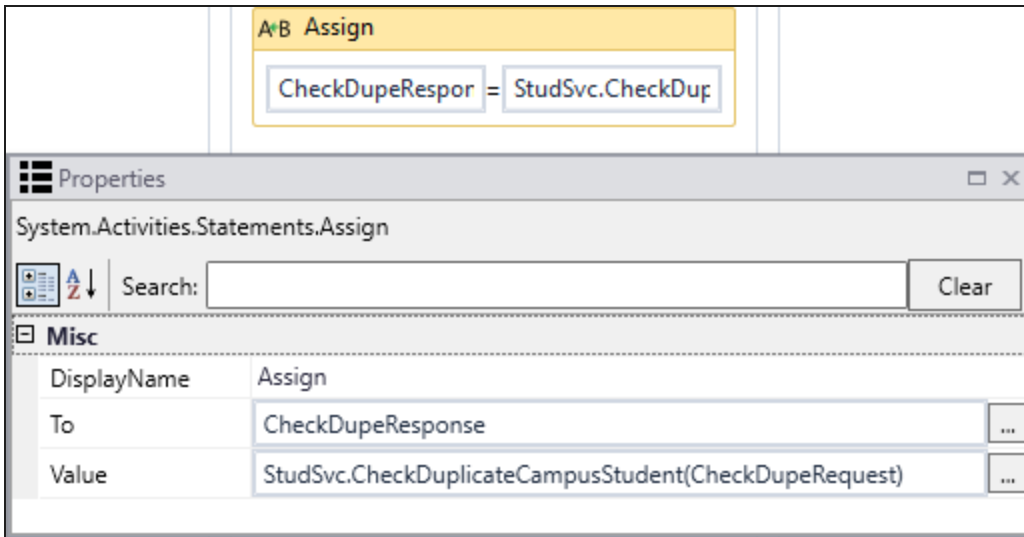 A B Assign
CheckDupeRespor = StudSvc.CheckDup
Properties
System.Activities.Statements.Assign
A Z Search: Clear
Misc
DisplayName Assign
To CheckDupeResponse ...
Value StudSvc.CheckDuplicateCampusStudent(CheckDupeRequest) ...